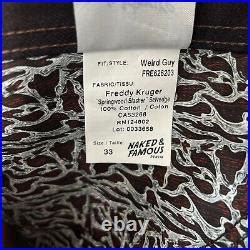 FIT/STYLE: Weird Guy
FRE626203
FABRIC/TISSU:
Freddy Kruger
Springwood Slasher Selvedge
100% Cotton / Coton
CA53268
RM124602
Lot: 0033658
Size / Taille:
33
NAKED &
FAMOUS
DENIM